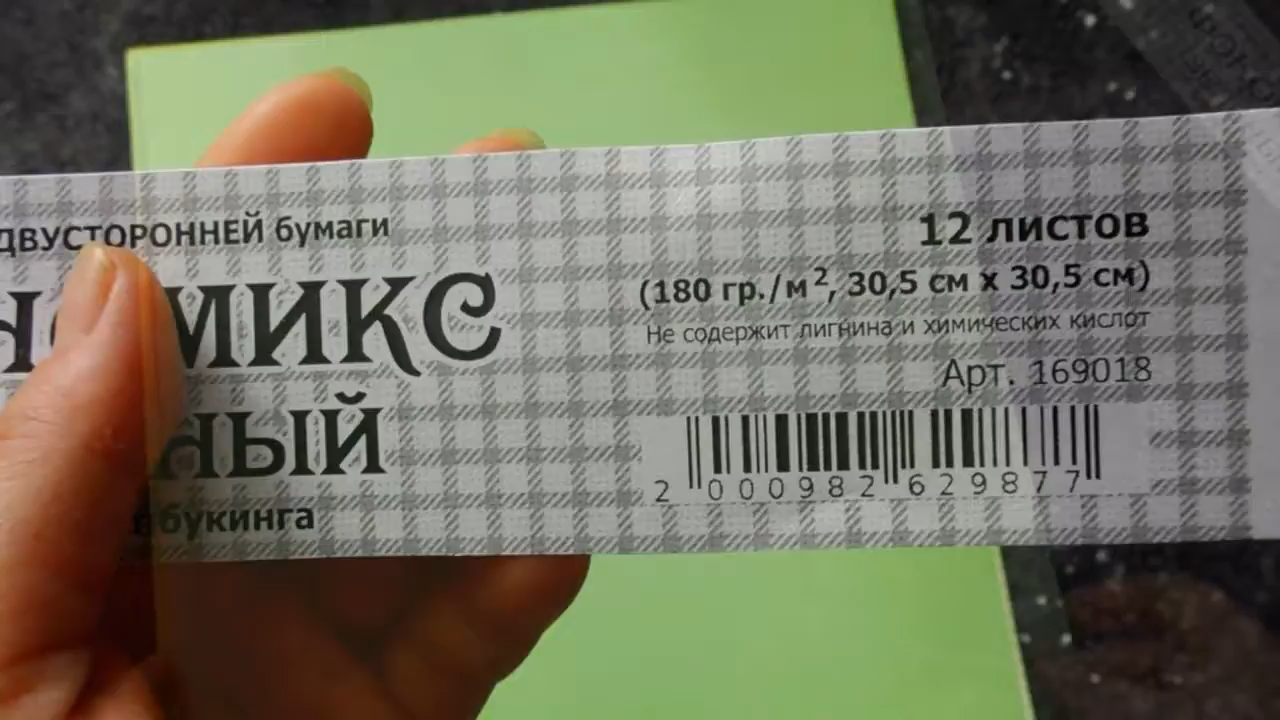 ДВУСТОРОННЕЙ бумаги
МИКС
НЫЙ
букинга
12 листов
(180 гр./м², 30,5 см х 30,5 см)
Не содержит лигнина и химических кислот
Арт. 169018
2 000982 629877